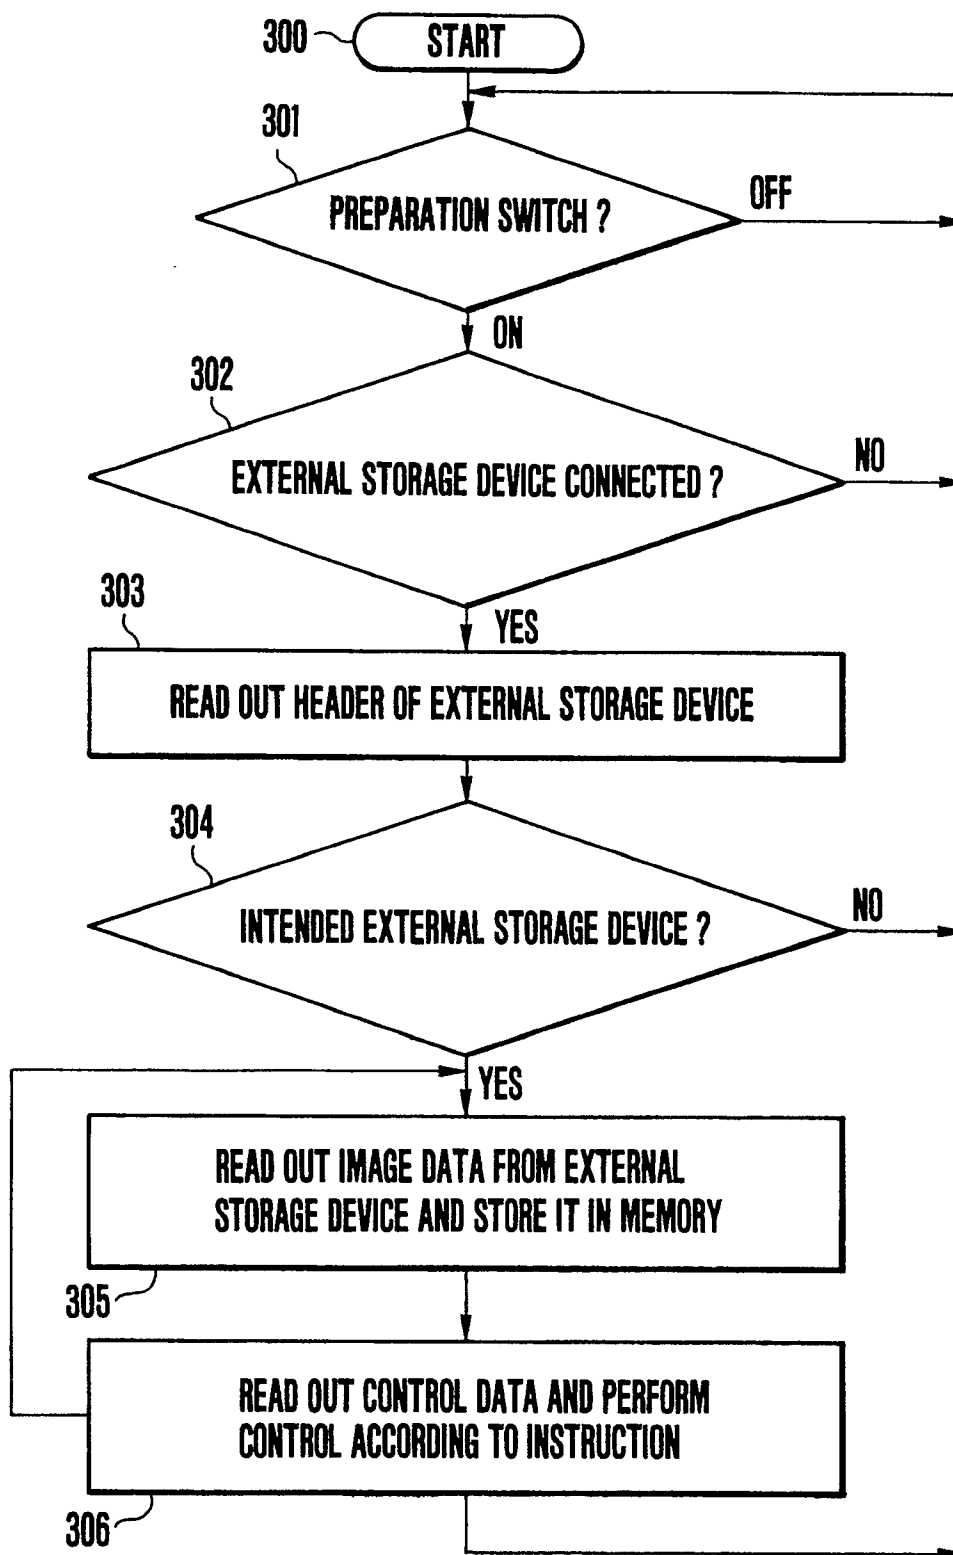 300
START
301
PREPARATION SWITCH ?
OFF
ON
302
EXTERNAL STORAGE DEVICE CONNECTED ?
NO
YES
303
READ OUT HEADER OF EXTERNAL STORAGE DEVICE
304
INTENDED EXTERNAL STORAGE DEVICE ?
NO
YES
READ OUT IMAGE DATA FROM EXTERNAL
STORAGE DEVICE AND STORE IT IN MEMORY
305
READ OUT CONTROL DATA AND PERFORM
CONTROL ACCORDING TO INSTRUCTION
306